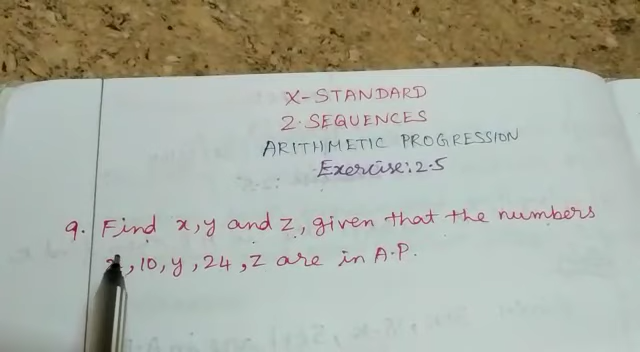 X-STANDARD
2. SEQUENCES
ARITHMETIC PROGRESSION
Exercise: 2.5
9. Find x, y and z, given that the numbers
x, 10, y, 24, z are in A.P.